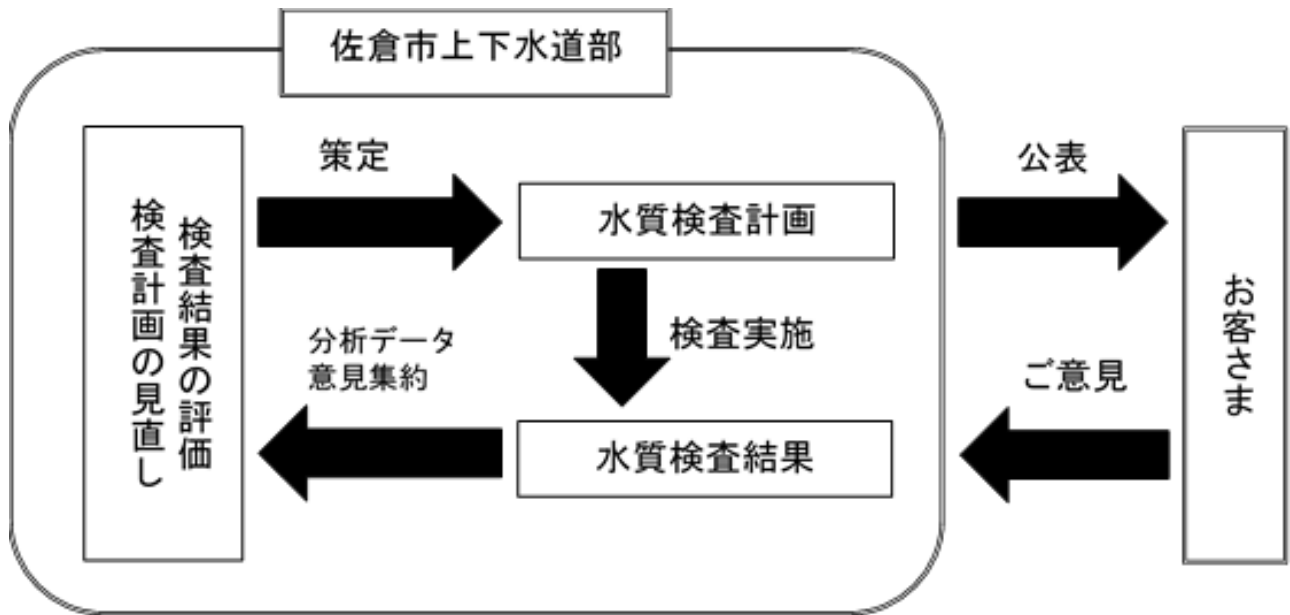 佐倉市上下水道部
検査結果の評価
検査計画の見直し
策定
水質検査計画
検査実施
水質検査結果
分析データ
意見集約
公表
ご意見
お客さま